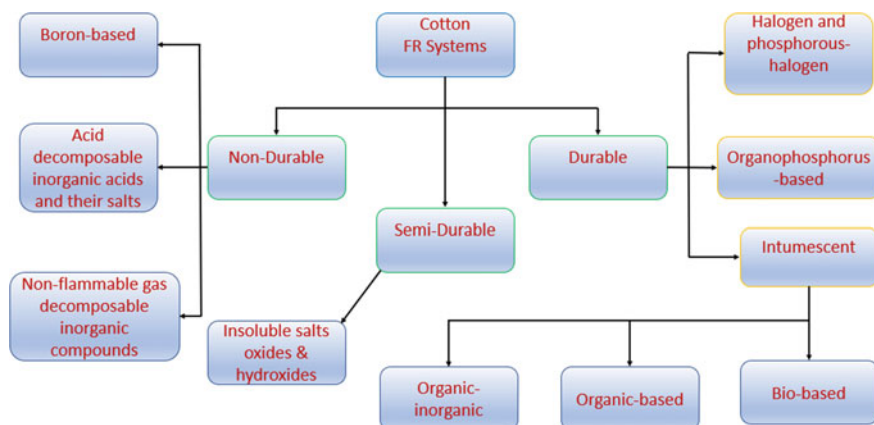 Cotton
FR Systems
Boron-based
Halogen and
phosphorous-
halogen
Acid
decomposable
inorganic acids
and their salts
Non-Durable
Durable
Organophosphorus
-based
Semi-Durable
Intumescent
Non-flammable gas
decomposable
inorganic
compounds
Insoluble salts
oxides &
hydroxides
Organic-
inorganic
Organic-based
Bio-based